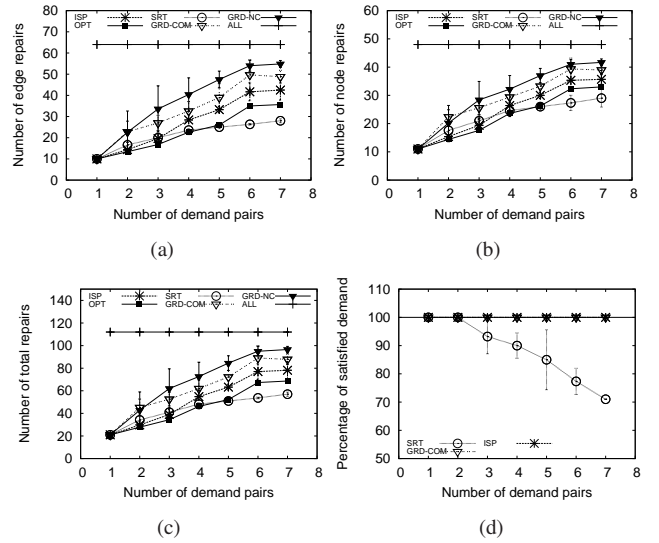 ISP SRT GRD-NC
OPT GRD-COM ALL
80
70
60
50
40
30
20
10
0
Number of edge repairs
0 1 2 3 4 5 6 7 8
Number of demand pairs
(a)
ISP SRT GRD-NC
OPT GRD-COM ALL
60
50
40
30
20
10
0
Number of node repairs
0 1 2 3 4 5 6 7 8
Number of demand pairs
(b)
ISP SRT GRD-NC
OPT GRD-COM ALL
140
120
100
80
60
40
20
0
Number of total repairs
0 1 2 3 4 5 6 7 8
Number of demand pairs
(c)
110
100
90
80
70
60
50
Percentage of satisfied demand
SRT ISP
GRD-COM
0 1 2 3 4 5 6 7 8
Number of demand pairs
(d)